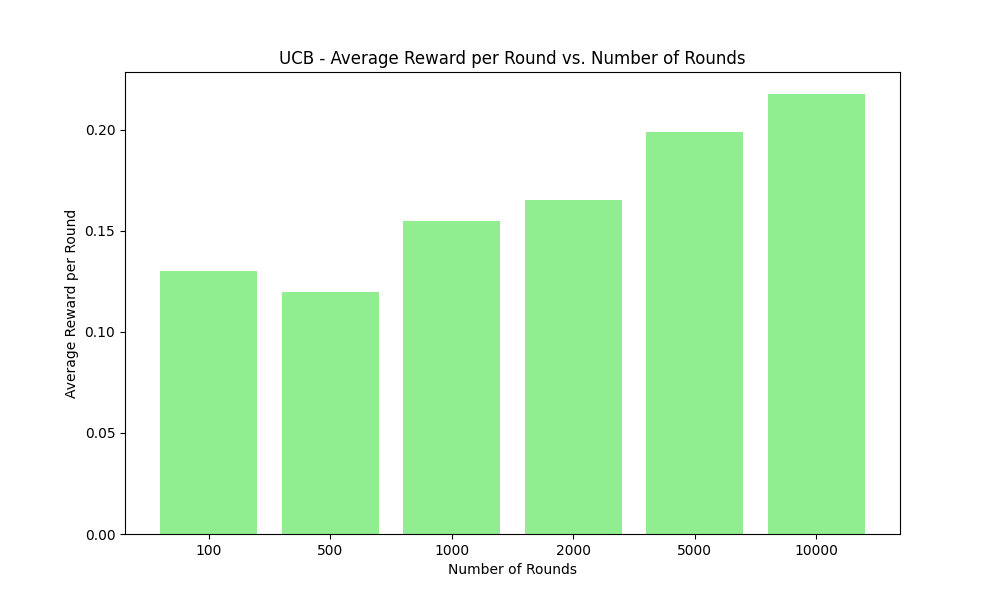 UCB - Average Reward per Round vs. Number of Rounds
Average Reward per Round
0.20
0.15
0.10
0.05
0.00
100 500 1000 2000 5000 10000
Number of Rounds